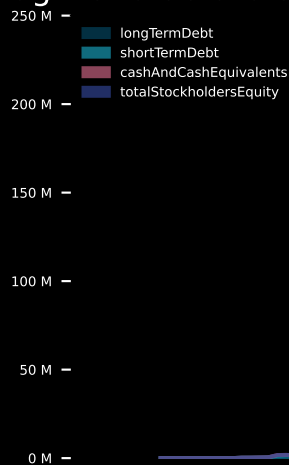 250 M
longTermDebt
shortTermDebt
cashAndCashEquivalents
totalStockholdersEquity
200 M
150 M
100 M
50 M
0 M